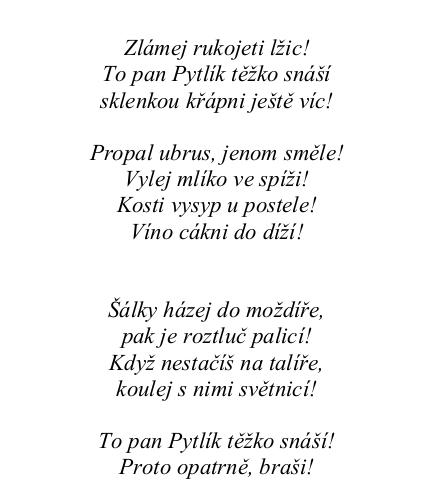 Zlámej rukojeti lžic!
To pan Pytlík těžko snáší
sklenkou křápni ještě víc!
Propal ubrus, jenom směle!
Vylej mlíko ve spíži!
Kosti vysyp u postele!
Víno cákni do díží!
Šálky házej do moždíře,
pak je roztluč palicí!
Když nestačíš na talíře,
koulej s nimi světnicí!
To pan Pytlík těžko snáší!
Proto opatrně, braši!